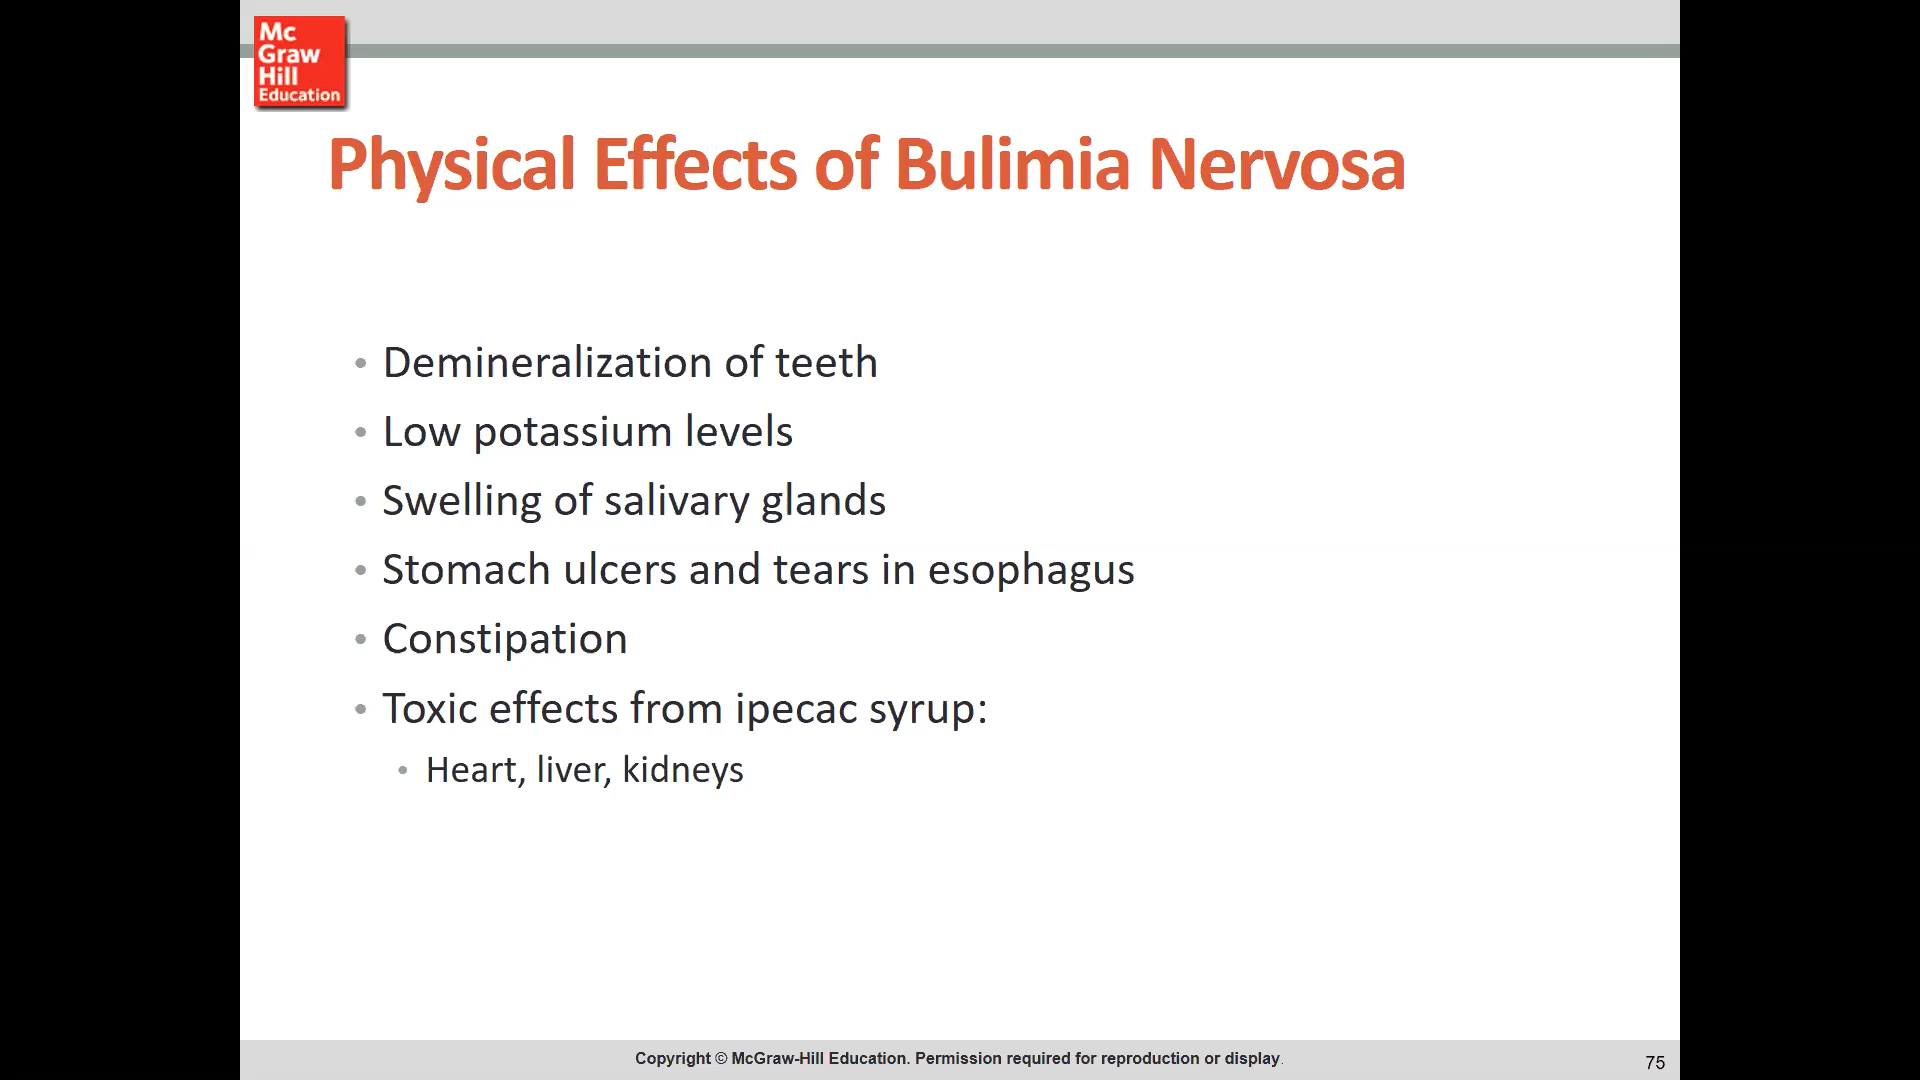 Mc
Graw
Hill
Education
Physical Effects of Bulimia Nervosa
• Demineralization of teeth
• Low potassium levels
• Swelling of salivary glands
• Stomach ulcers and tears in esophagus
• Constipation
• Toxic effects from ipecac syrup:
• Heart, liver, kidneys
Copyright © McGraw-Hill Education. Permission required for reproduction or display.
75